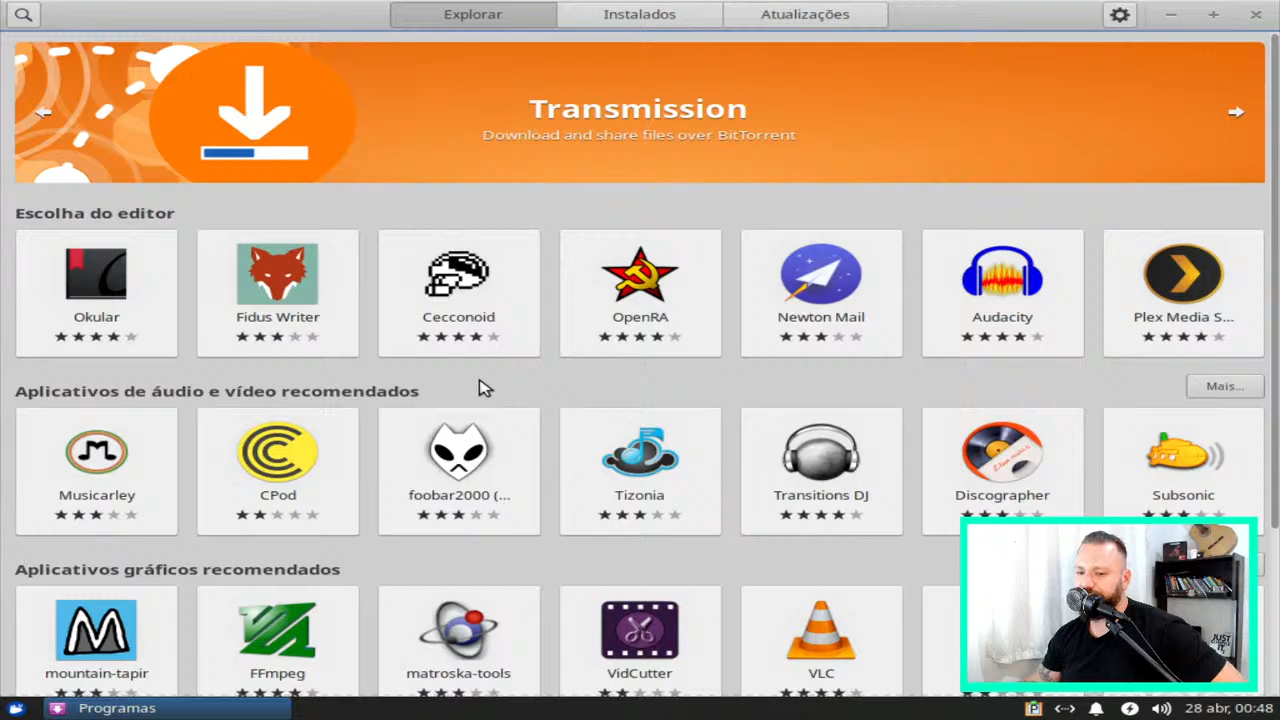 Explorar
Instalados
Atualizações
Transmission
Download and share files over BitTorrent
Escolha do editor
Okular
Fidus Writer
Cecconoid
OpenRA
Newton Mail
Audacity
Plex Media S...
Aplicativos de áudio e vídeo recomendados
Mais...
Musicarley
CPod
foobar2000 (...
Tizonia
Transitions DJ
Discographer
Subsonic
Aplicativos gráficos recomendados
mountain-tapir
FFmpeg
matroska-tools
VidCutter
VLC
Programas
28 abr, 00:48